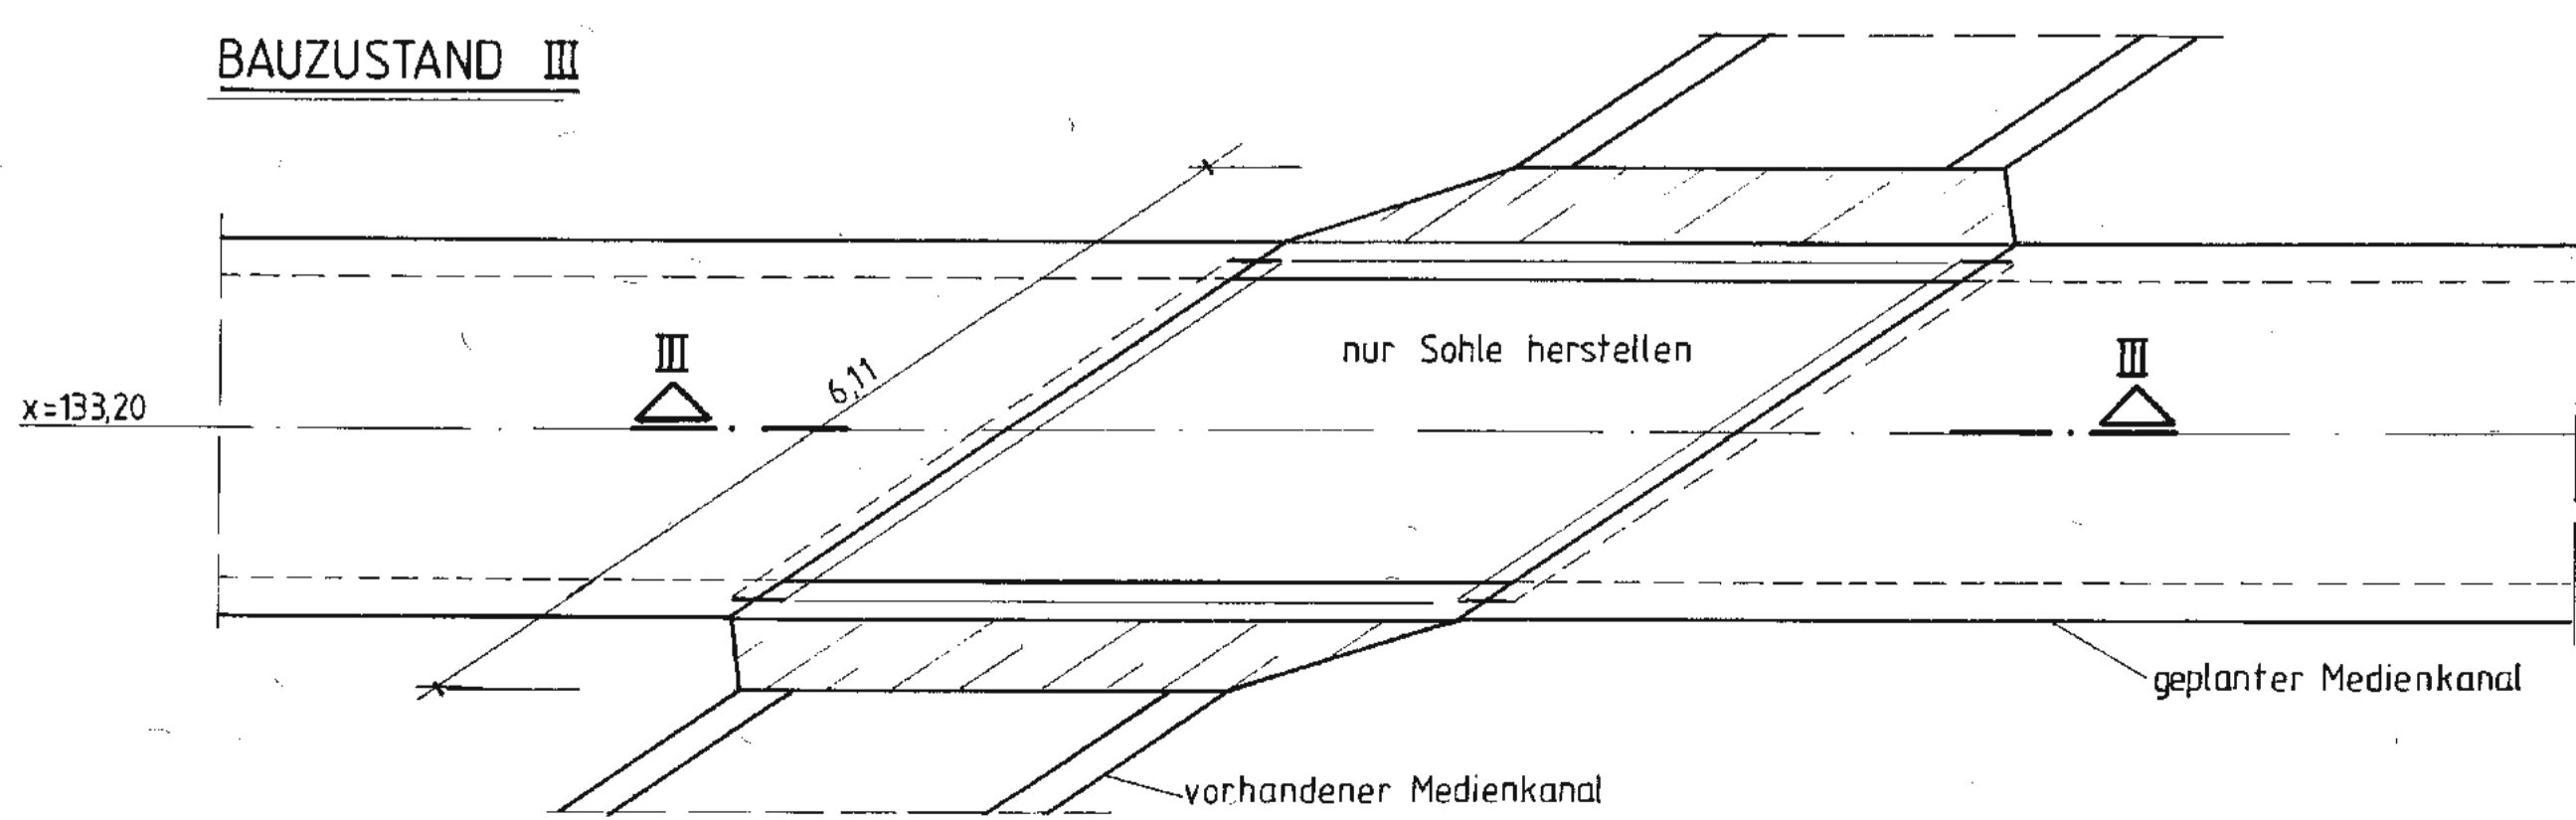 BAUZUSTAND III
nur Sohle herstellen
III
III
6,11
x=133,20
geplanter Medienkanal
vorhandener Medienkanal